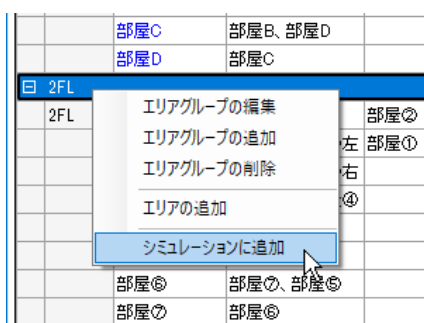 部屋C 部屋B、部屋D
部屋D 部屋C
2FL
2FL 部屋②
エリアグループの編集
エリアグループの追加 左 部屋①
エリアグループの削除 右
エリアの追加 ④
シミュレーションに追加
部屋⑥ 部屋⑦、部屋⑤
部屋⑦ 部屋⑥